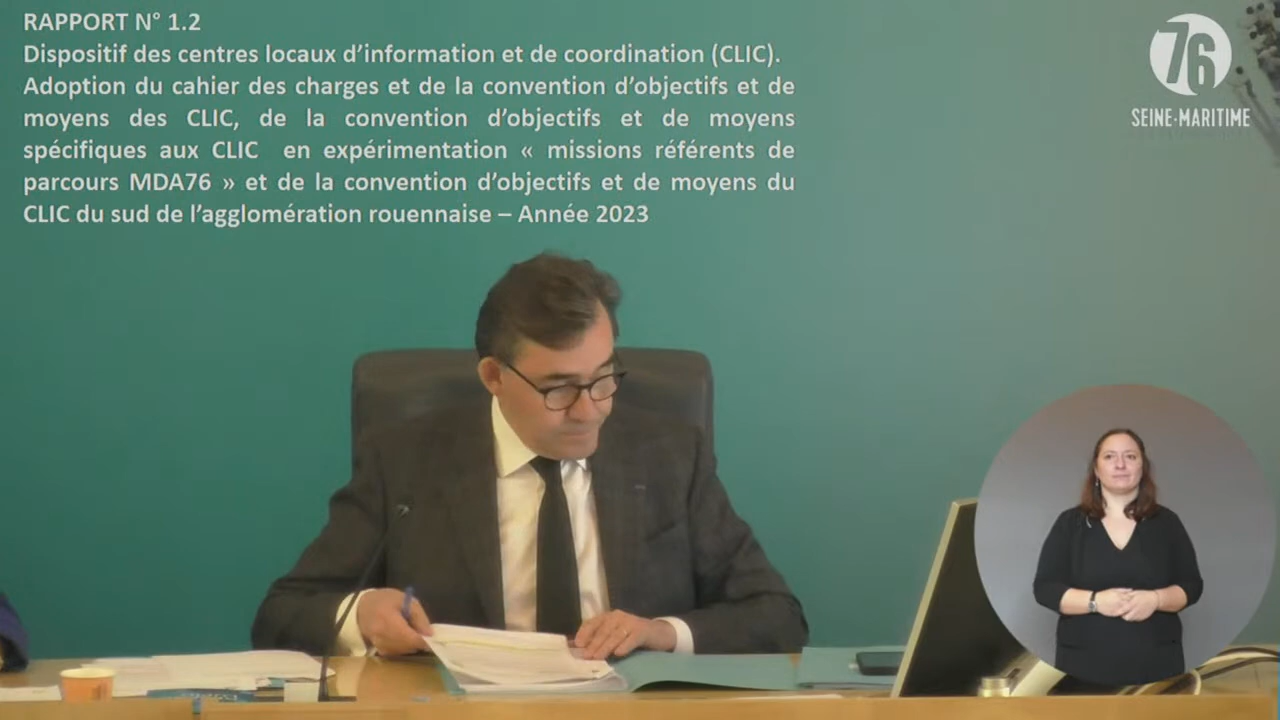 RAPPORT N° 1.2
Dispositif des centres locaux d’information et de coordination (CLIC).
Adoption du cahier des charges et de la convention d’objectifs et de
moyens des CLIC, de la convention d’objectifs et de moyens
spécifiques aux CLIC en expérimentation « missions référents de
parcours MDA76 » et de la convention d’objectifs et de moyens du
CLIC du sud de l’agglomération rouennaise – Année 2023
76
SEINE-MARITIME